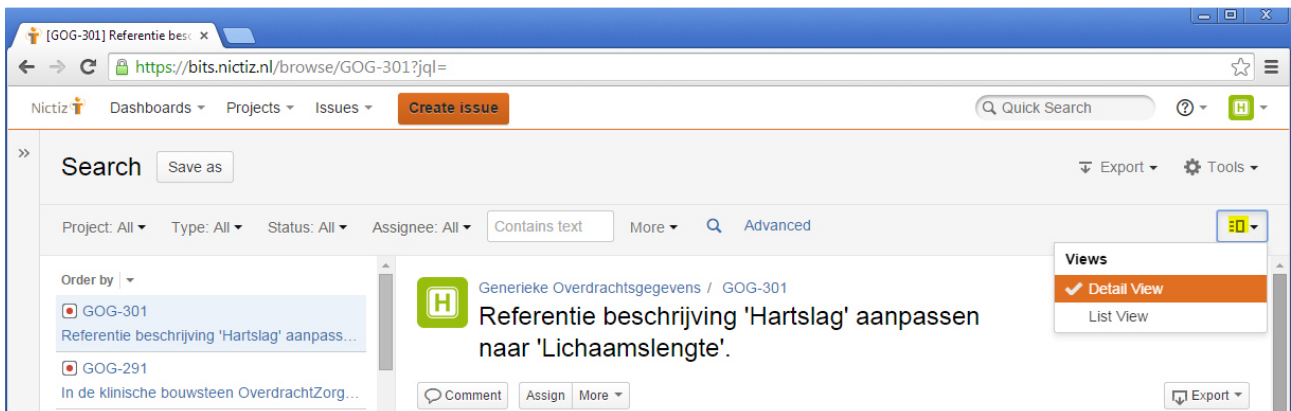 [GOG-301] Referentie besc
https://bits.nictiz.nl/browse/GOG-301?jql=
Nictiz Dashboards Projects Issues Create issue Quick Search
Search Save as Export Tools
Project: All Type: All Status: All Assignee: All Contains text More Advanced
Views
Detail View
List View
Order by
GOG-301
Referentie beschrijving 'Hartslag' aanpass...
GOG-291
In de klinische bouwsteen OverdrachtZorg...
H
Generieke Overdrachtsgegevens / GOG-301
Referentie beschrijving 'Hartslag' aanpassen
naar 'Lichaamslengte'.
Comment Assign More Export